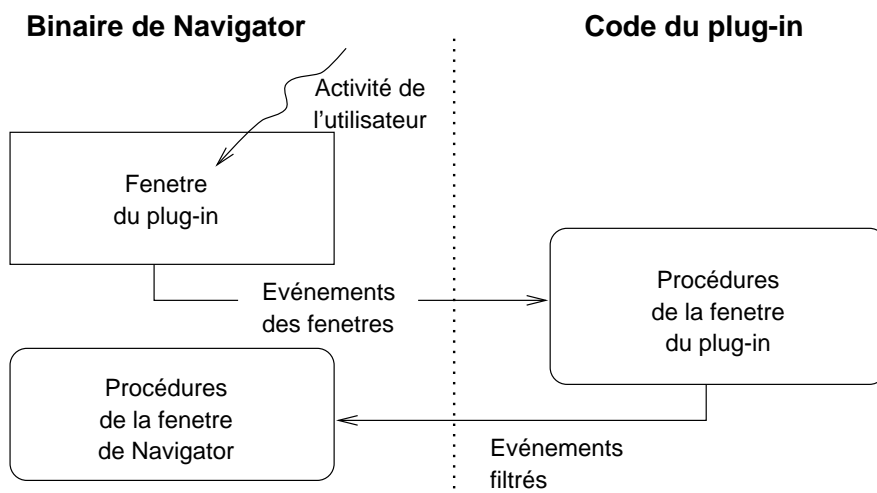 Binaire de Navigator
Code du plug-in
Activité de
l'utilisateur
Fenetre
du plug-in
Evénements
des fenetres
Procédures
de la fenetre
du plug-in
Procédures
de la fenetre
de Navigator
Evénements
filtrés